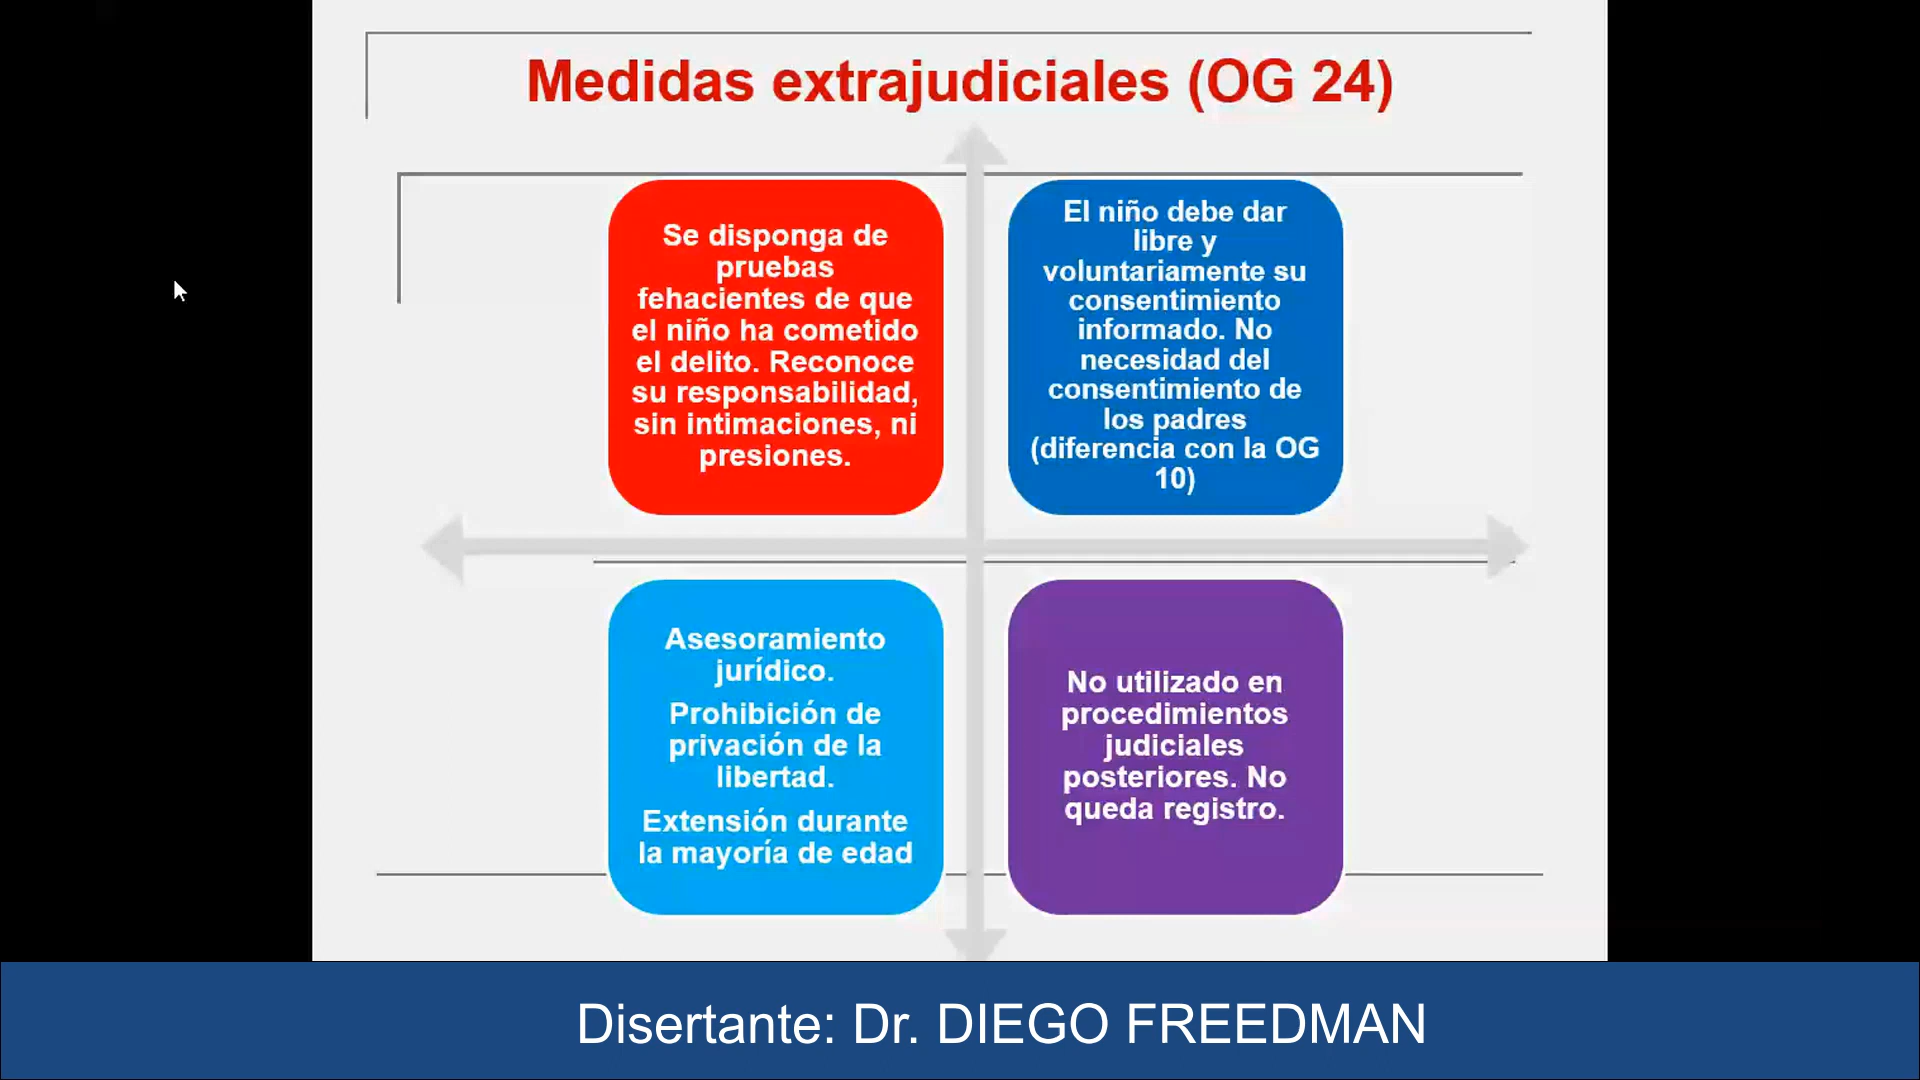 Medidas extrajudiciales (OG 24)
Se disponga de
pruebas
fehacientes de que
el niño ha cometido
el delito. Reconoce
su responsabilidad,
sin intimaciones, ni
presiones.
El niño debe dar
libre y
voluntariamente su
consentimiento
informado. No
necesidad del
consentimiento de
los padres
(diferencia con la OG
10)
Asesoramiento
jurídico.
Prohibición de
privación de la
libertad.
Extensión durante
la mayoría de edad
No utilizado en
procedimientos
judiciales
posteriores. No
queda registro.
Disertante: Dr. DIEGO FREEDMAN